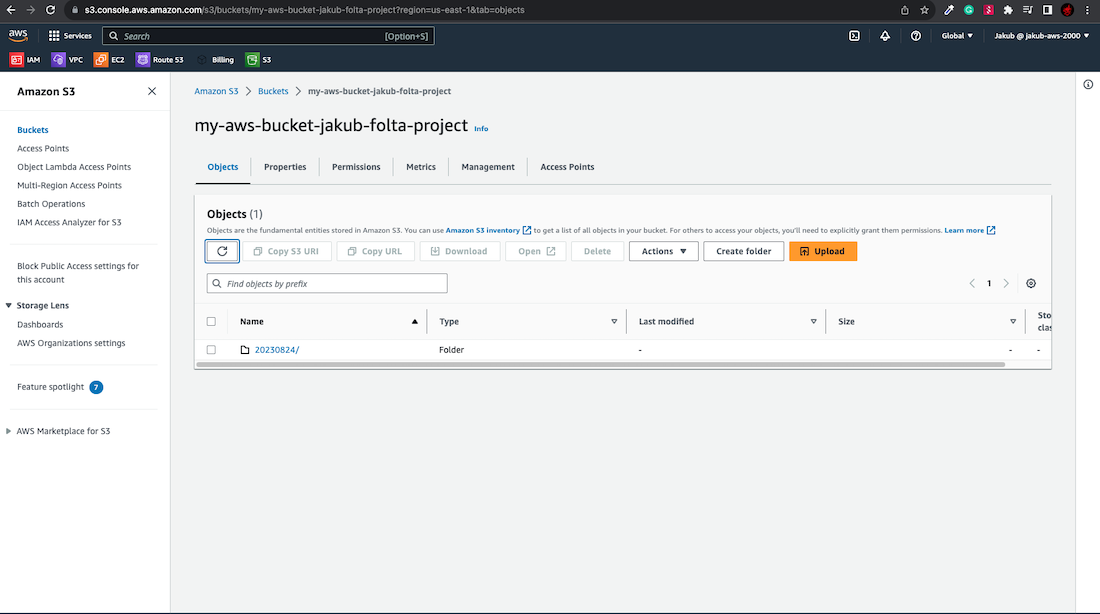 s3.console.aws.amazon.com/s3/buckets/my-aws-bucket-jakub-folta-project?region=us-east-1&tab=objects
aws Services Search [Option+S] Global Jakub @ jakub-aws-2000
IAM VPC EC2 Route 53 Billing S3
Amazon S3
Buckets
Access Points
Object Lambda Access Points
Multi-Region Access Points
Batch Operations
IAM Access Analyzer for S3
Block Public Access settings for
this account
Storage Lens
Dashboards
AWS Organizations settings
Feature spotlight 7
AWS Marketplace for S3
Amazon S3 > Buckets > my-aws-bucket-jakub-folta-project
my-aws-bucket-jakub-folta-project Info
Objects Properties Permissions Metrics Management Access Points
Objects (1)
Objects are the fundamental entities stored in Amazon S3. You can use Amazon S3 inventory to get a list of all objects in your bucket. For others to access your objects, you'll need to explicitly grant them permissions. Learn more
Copy S3 URI Copy URL Download Open Delete Actions Create folder Upload
Find objects by prefix
1
Name Type Last modified Size Sto
clas
20230824/ Folder - - -